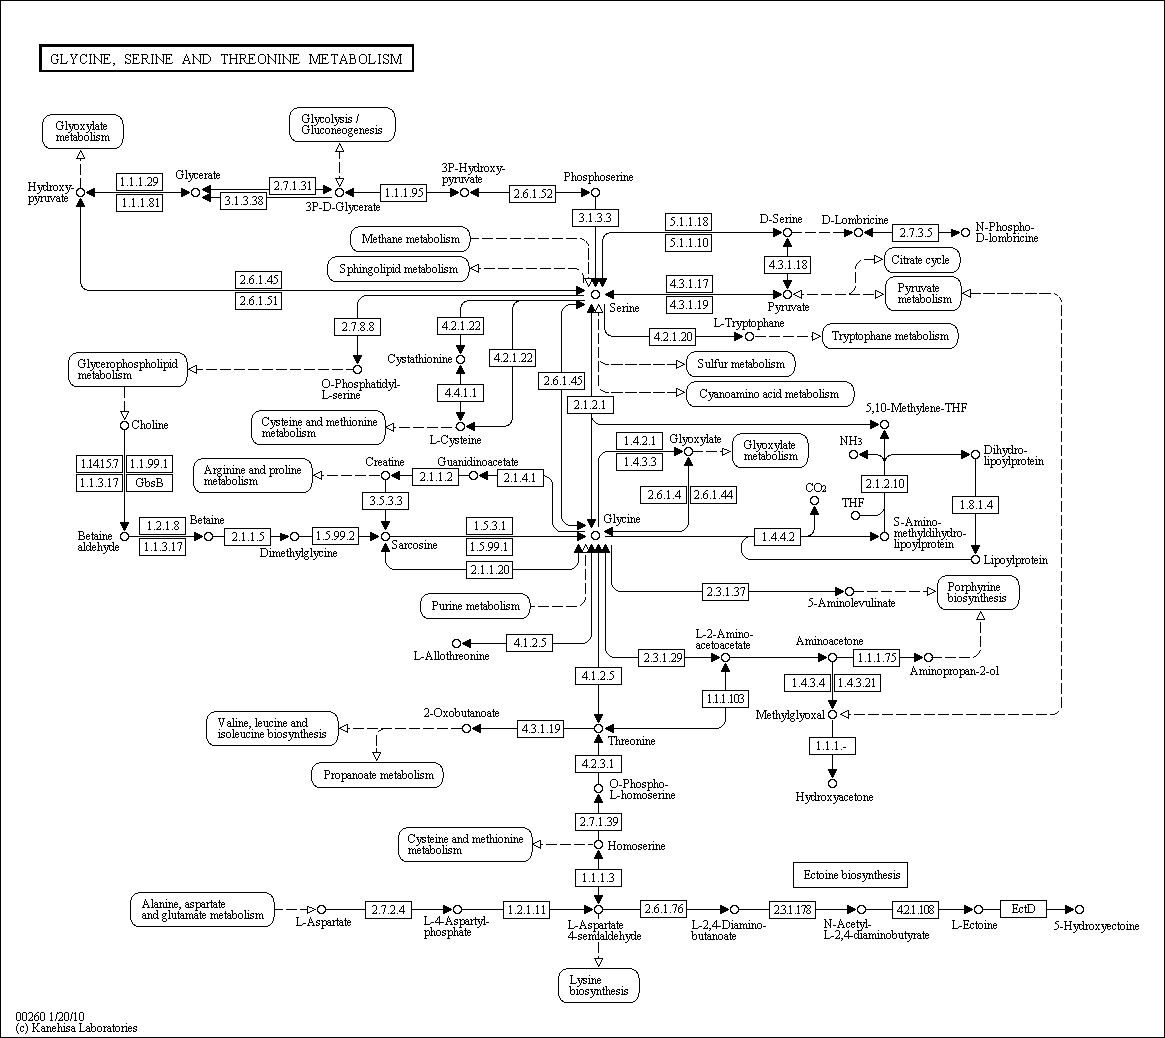 GLYCINE, SERINE AND THREONINE METABOLISM
Glyoxylate
metabolism
Glycolysis /
Gluconeogenesis
Hydroxy-
pyruvate
1.1.1.29
1.1.1.81
Glycerate
2.7.1.31
3.1.3.38
3P-D-Glycerate
1.1.1.95
3P-Hydroxy-
pyruvate
2.6.1.52
Phosphoserine
3.1.3.3
Methane metabolism
Sphingolipid metabolism
5.1.1.18
5.1.1.10
D-Serine
D-Lombricine
2.7.3.5
N-Phospho-
D-lombricine
4.3.1.18
Citrate cycle
2.6.1.45
2.6.1.51
Serine
4.3.1.17
4.3.1.19
Pyruvate
Pyruvate
metabolism
2.7.8.8
4.2.1.22
4.2.1.20
L-Tryptophane
Tryptophane metabolism
Glycerophospholipid
metabolism
O-Phosphatidyl-
L-serine
Cystathionine
4.2.1.22
Sulfur metabolism
4.4.1.1
2.6.1.45
2.1.2.1
Cyanoamino acid metabolism
Choline
Cysteine and methionine
metabolism
L-Cysteine
5,10-Methylene-THF
1.14.15.7
1.1.99.1
1.1.3.17
GbsB
Arginine and proline
metabolism
Creatine
2.1.1.2
Guanidinoacetate
2.1.4.1
1.4.2.1
1.4.3.3
Glyoxylate
Glyoxylate
metabolism
NH3
Dihydro-
lipoylprotein
3.5.3.3
2.6.1.4
2.6.1.44
CO2
2.1.2.10
THF
1.8.1.4
Betaine
aldehyde
1.2.1.8
1.1.3.17
Betaine
2.1.1.5
Dimethylglycine
1.5.99.2
Sarcosine
1.5.3.1
1.5.99.1
2.1.1.20
Glycine
1.4.4.2
S-Amino-
methyldihydro-
lipoylprotein
Lipoylprotein
Purine metabolism
2.3.1.37
5-Aminolevulinate
Porphyrine
biosynthesis
L-Allothreonine
4.1.2.5
4.1.2.5
2.3.1.29
L-2-Amino-
acetoacetate
Aminoacetone
1.1.1.75
Aminopropan-2-ol
1.1.1.103
1.4.3.4
1.4.3.21
Valine, leucine and
isoleucine biosynthesis
2-Oxobutanoate
4.3.1.19
Threonine
Methylglyoxal
Propanoate metabolism
4.2.3.1
1.1.1.-
O-Phospho-
L-homoserine
Hydroxyacetone
2.7.1.39
Cysteine and methionine
metabolism
Homoserine
1.1.1.3
Ectoine biosynthesis
Alanine, aspartate
and glutamate metabolism
L-Aspartate
2.7.2.4
L-4-Aspartyl-
phosphate
1.2.1.11
L-Aspartate
4-semialdehyde
2.6.1.76
L-2,4-Diamino-
butanoate
2.3.1.178
N-Acetyl-
L-2,4-diaminobutyrate
4.2.1.108
L-Ectoine
EctD
5-Hydroxyectoine
Lysine
biosynthesis
00260 1/20/10
(c) Kanehisa Laboratories